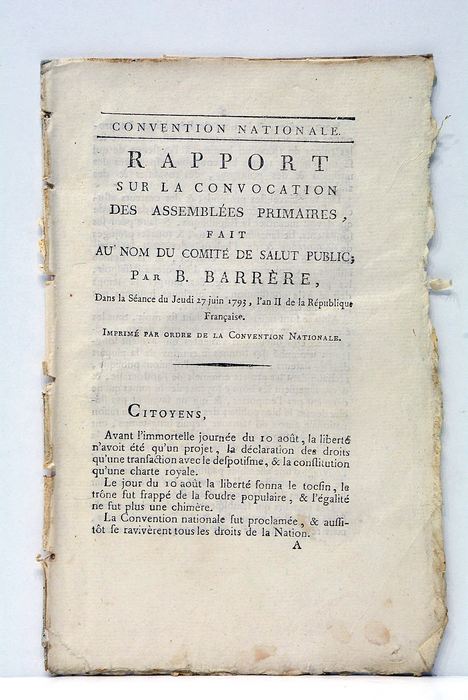 CONVENTION NATIONALE.
RAPPORT
SUR LA CONVOCATION
DES ASSEMBLÉES PRIMAIRES,
FAIT
AU NOM DU COMITÉ DE SALUT PUBLIC,
PAR B. BARRÈRE,
Dans la Séance du Jeudi 27 juin 1793, l'an II de la République
Française.
IMPRIMÉ PAR ORDRE DE LA CONVENTION NATIONALE.
CITOYENS,
Avant l'immortelle journée du 10 août, la liberté
n'avoit été qu'un projet, la déclaration des droits
qu'une transaction avec le deſpotiſme, & la conſtitution
qu'une charte royale.
Le jour du 10 août la liberté ſonna le tocſin, le
trône fut frappé de la foudre populaire, & l'égalité
ne fut plus une chimère.
La Convention nationale fut proclamée, & auſſi-
tôt ſe ravivèrent tous les droits de la Nation.
A